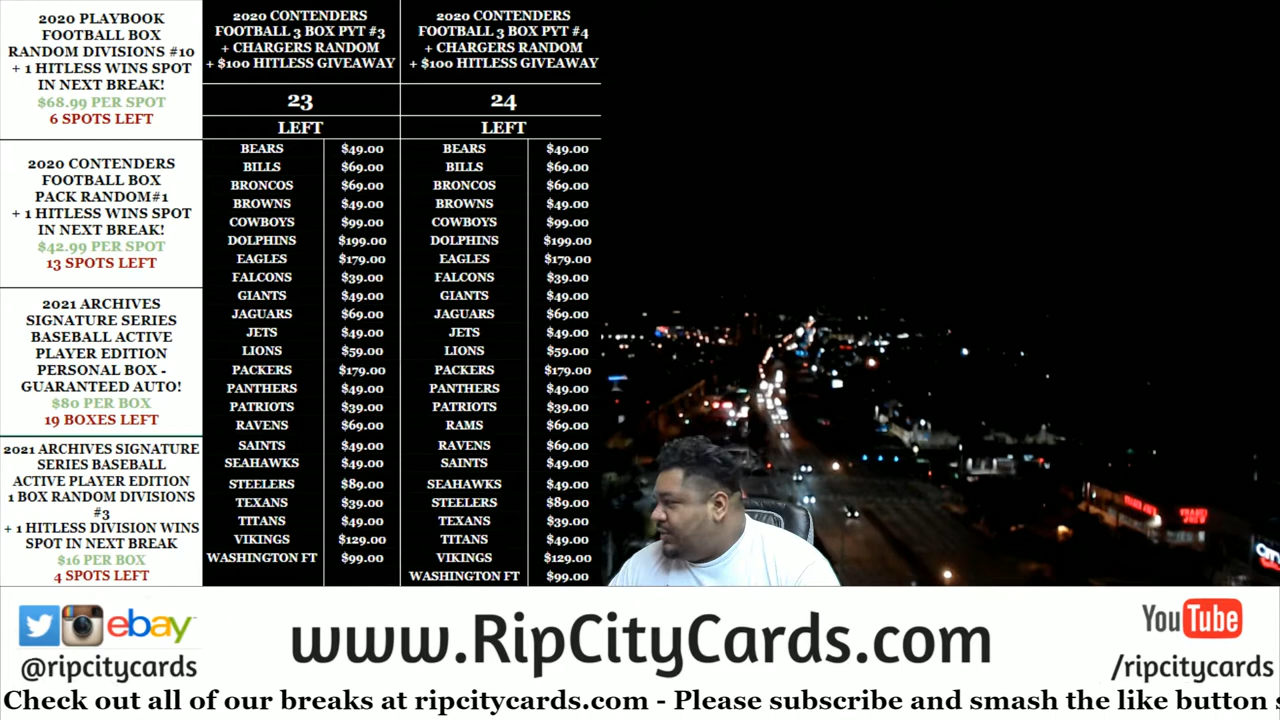 2020 PLAYBOOK
FOOTBALL BOX
RANDOM DIVISIONS #10
+ 1 HITLESS WINS SPOT
IN NEXT BREAK!
$68.99 PER SPOT
6 SPOTS LEFT
2020 CONTENDERS
FOOTBALL BOX
PACK RANDOM#1
+ 1 HITLESS WINS SPOT
IN NEXT BREAK!
$42.99 PER SPOT
13 SPOTS LEFT
2021 ARCHIVES
SIGNATURE SERIES
BASEBALL ACTIVE
PLAYER EDITION
PERSONAL BOX -
GUARANTEED AUTO!
$80 PER BOX
19 BOXES LEFT
2021 ARCHIVES SIGNATURE
SERIES BASEBALL
ACTIVE PLAYER EDITION
1 BOX RANDOM DIVISIONS
#3
+ 1 HITLESS DIVISION WINS
SPOT IN NEXT BREAK
$16 PER BOX
4 SPOTS LEFT
2020 CONTENDERS
FOOTBALL 3 BOX PYT #3
+ CHARGERS RANDOM
+ $100 HITLESS GIVEAWAY
23
LEFT
BEARS $49.00
BILLS $69.00
BRONCOS $69.00
BROWNS $49.00
COWBOYS $99.00
DOLPHINS $199.00
EAGLES $179.00
FALCONS $39.00
GIANTS $49.00
JAGUARS $69.00
JETS $49.00
LIONS $59.00
PACKERS $179.00
PANTHERS $49.00
PATRIOTS $39.00
RAVENS $69.00
SAINTS $49.00
SEAHAWKS $49.00
STEELERS $89.00
TEXANS $39.00
TITANS $49.00
VIKINGS $129.00
WASHINGTON FT $99.00
2020 CONTENDERS
FOOTBALL 3 BOX PYT #4
+ CHARGERS RANDOM
+ $100 HITLESS GIVEAWAY
24
LEFT
BEARS $49.00
BILLS $69.00
BRONCOS $69.00
BROWNS $49.00
COWBOYS $99.00
DOLPHINS $199.00
EAGLES $179.00
FALCONS $39.00
GIANTS $49.00
JAGUARS $69.00
JETS $49.00
LIONS $59.00
PACKERS $179.00
PANTHERS $49.00
PATRIOTS $39.00
RAMS $69.00
RAVENS $69.00
SAINTS $49.00
SEAHAWKS $49.00
STEELERS $89.00
TEXANS $39.00
TITANS $49.00
VIKINGS $129.00
WASHINGTON FT $99.00
ebay
@ripcitycards
www.RipCityCards.com
YouTube
/ripcitycards
Check out all of our breaks at ripcitycards.com - Please subscribe and smash the like button